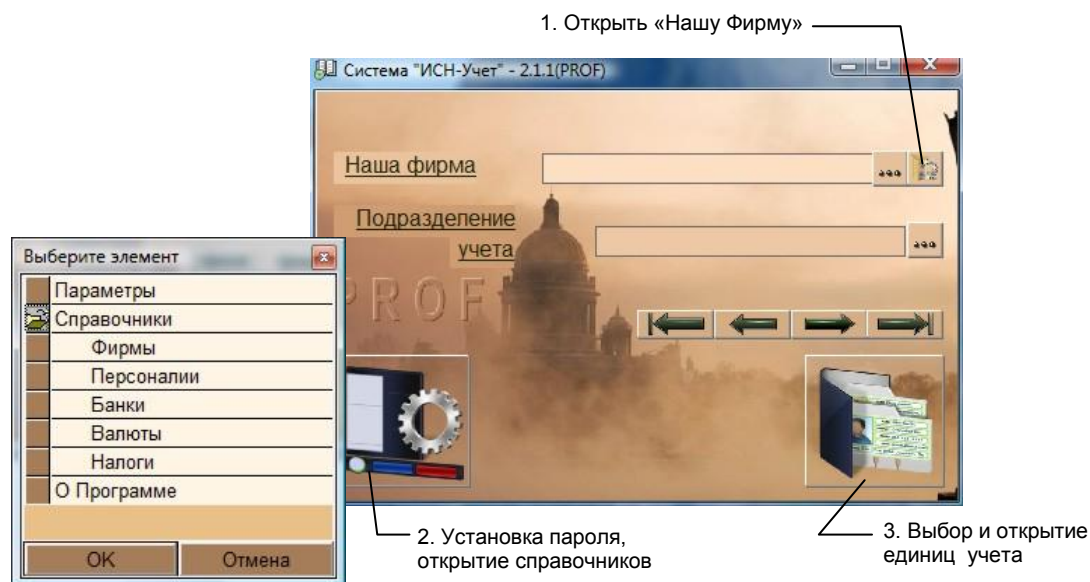 1. Открыть «Нашу Фирму»
Система "ИСН-Учет" - 2.1.1(PROF)
Наша фирма
Подразделение
учета
PROF
Выберите элемент
Параметры
Справочники
Фирмы
Персоналии
Банки
Валюты
Налоги
О Программе
OK
Отмена
2. Установка пароля,
открытие справочников
3. Выбор и открытие
единиц учета